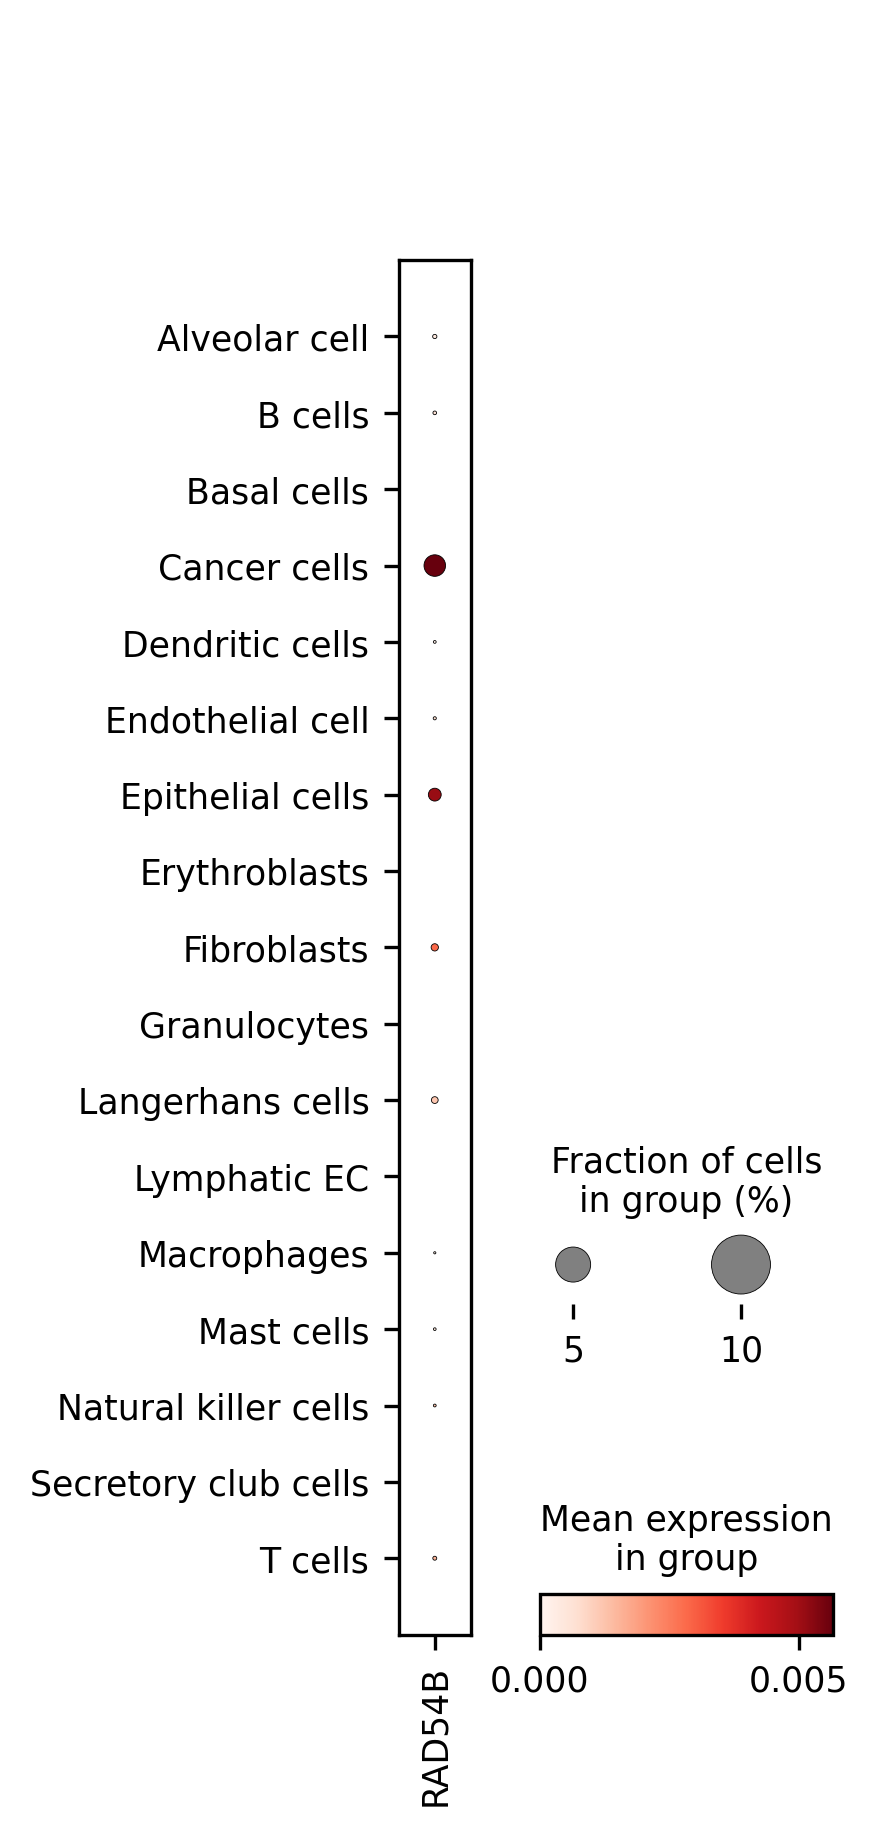 Alveolar cell
B cells
Basal cells
Cancer cells
Dendritic cells
Endothelial cell
Epithelial cells
Erythroblasts
Fibroblasts
Granulocytes
Langerhans cells
Lymphatic EC
Macrophages
Mast cells
Natural killer cells
Secretory club cells
T cells
RAD54B
Fraction of cells
in group (%)
5 10
Mean expression
in group
0.000 0.005